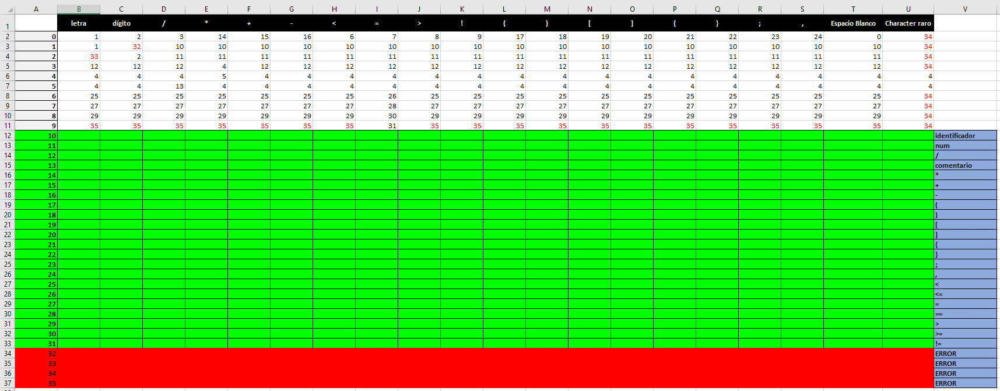 A B C D E F G H I J K L M N O P Q R S T U V
1 letra dígito / * + - < = > ! ( ) [ ] { } ; , Espacio Blanco Character raro
2 0 1 2 3 14 15 16 6 7 8 9 17 18 19 20 21 22 23 24 0 34
3 1 1 32 10 10 10 10 10 10 10 10 10 10 10 10 10 10 10 10 10 34
4 2 33 2 11 11 11 11 11 11 11 11 11 11 11 11 11 11 11 11 11 34
5 3 12 12 12 4 12 12 12 12 12 12 12 12 12 12 12 12 12 12 12 34
6 4 4 4 4 5 4 4 4 4 4 4 4 4 4 4 4 4 4 4 4 4
7 5 4 4 13 4 4 4 4 4 4 4 4 4 4 4 4 4 4 4 4 4
8 6 25 25 25 25 25 25 25 26 25 25 25 25 25 25 25 25 25 25 25 34
9 7 27 27 27 27 27 27 27 28 27 27 27 27 27 27 27 27 27 27 27 34
10 8 29 29 29 29 29 29 29 30 29 29 29 29 29 29 29 29 29 29 29 34
11 9 35 35 35 35 35 35 35 31 35 35 35 35 35 35 35 35 35 35 35 34
12 10 identificador
13 11 num
14 12 /
15 13 comentario
16 14 *
17 15 +
18 16 -
19 17 (
20 18 )
21 19 [
22 20 ]
23 21 {
24 22 }
25 23 ;
26 24 ,
27 25 <
28 26 <=
29 27 =
30 28 ==
31 29 >
32 30 >=
33 31 !=
34 32 ERROR
35 33 ERROR
36 34 ERROR
37 35 ERROR